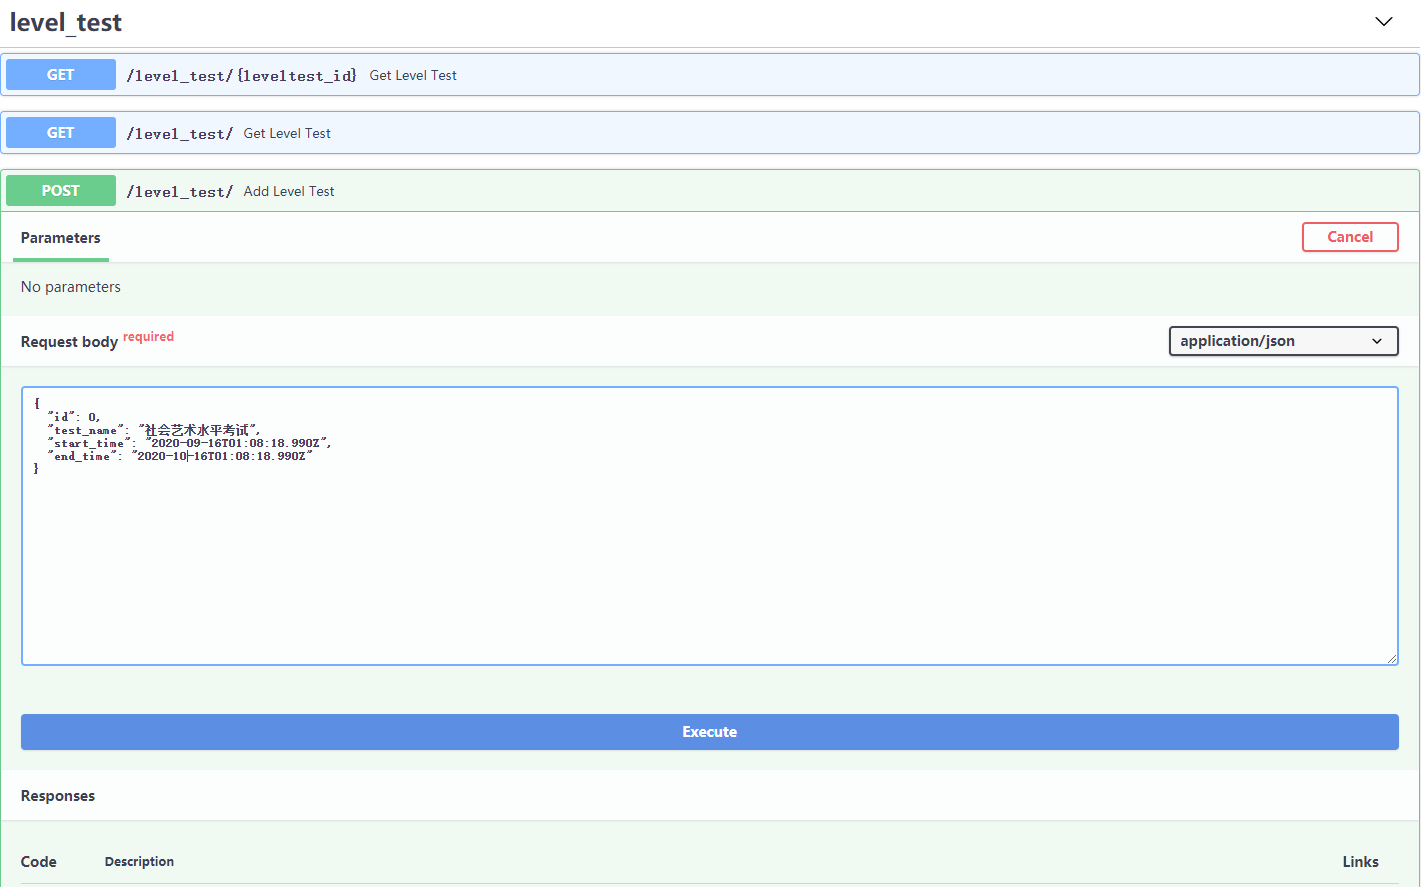 level_test
GET /level_test/{leveltest_id} Get Level Test
GET /level_test/ Get Level Test
POST /level_test/ Add Level Test
Parameters Cancel
No parameters
Request body required application/json
{
"id": 0,
"test_name": "社会艺术水平考试",
"start_time": "2020-09-16T01:08:18.990Z",
"end_time": "2020-10-16T01:08:18.990Z"
}
Execute
Responses
Code Description Links